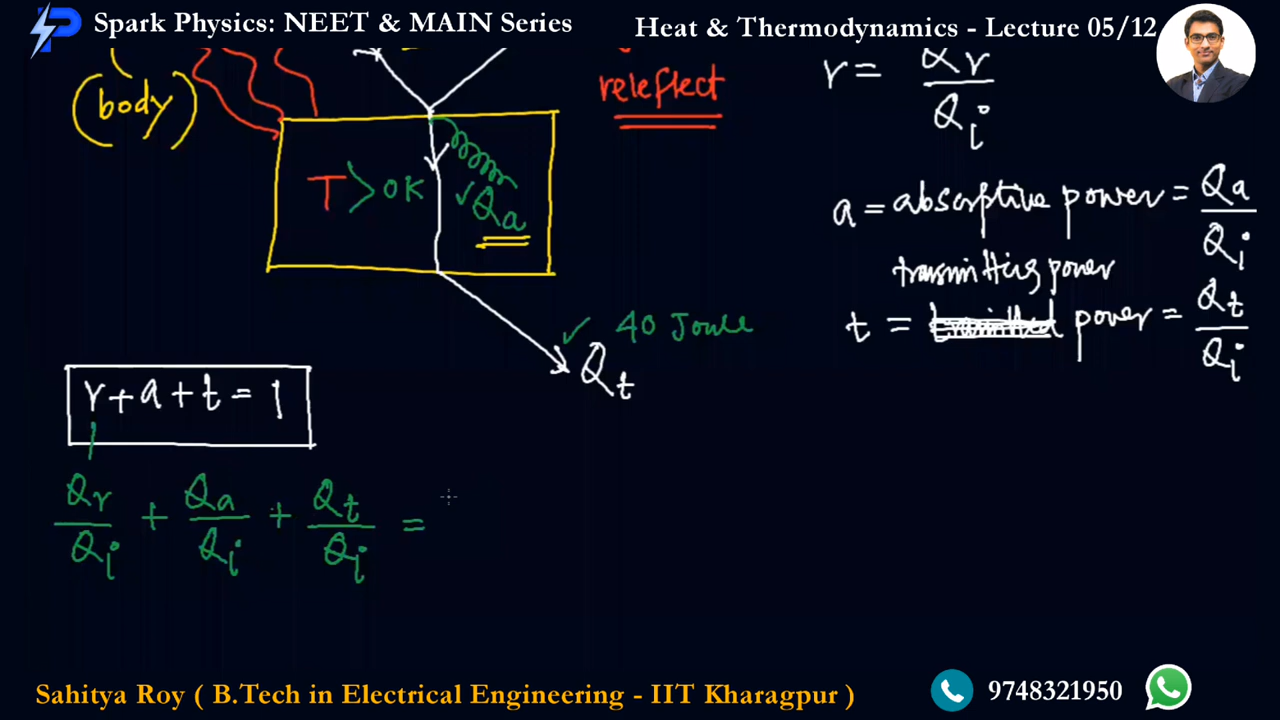 Spark Physics: NEET & MAIN Series
Heat & Thermodynamics - Lecture 05/12
(body)
releflect
r = Qr / Qi
T > 0K
✓Qa
a = absorptive power = Qa / Qi
transmitting power
t = power = Qt / Qi
✓ 40 Joule
Qt
r + a + t = 1
Qr / Qi + Qa / Qi + Qt / Qi =
Sahitya Roy ( B.Tech in Electrical Engineering - IIT Kharagpur )
9748321950